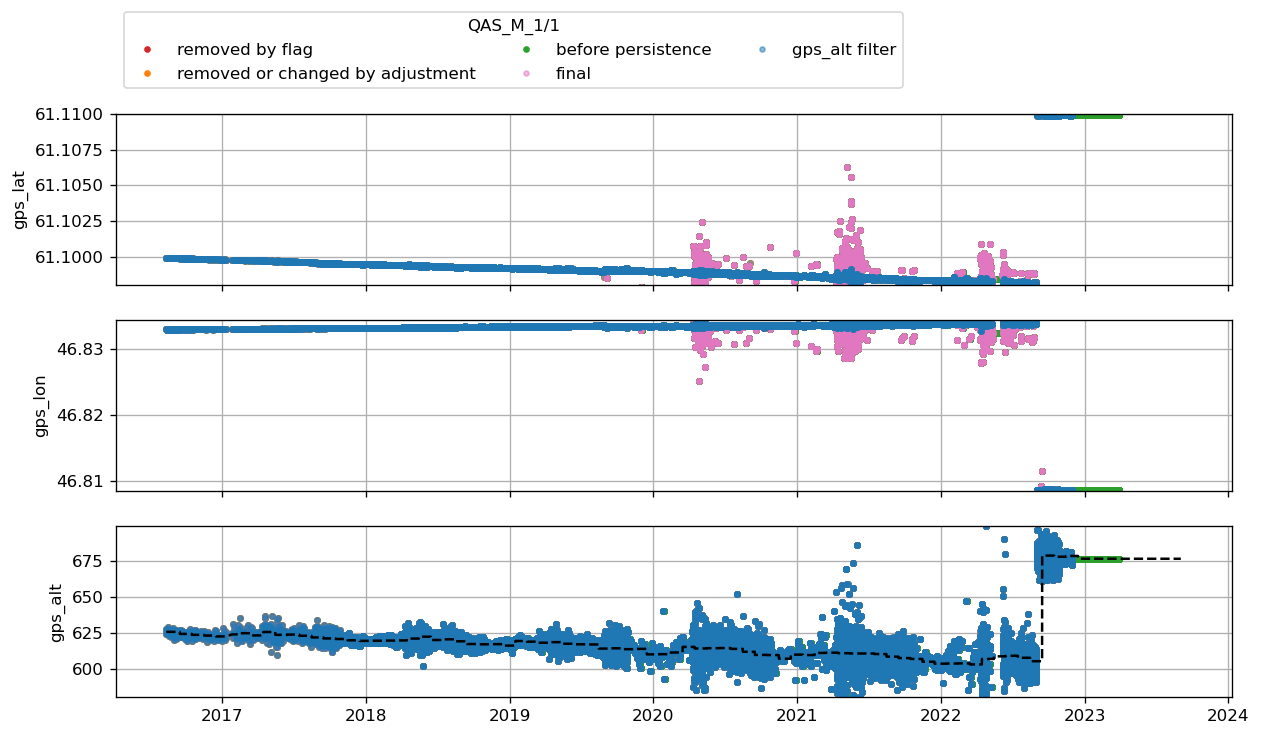 QAS_M_1/1
removed by flag
before persistence
gps_alt filter
removed or changed by adjustment
final
61.1100
61.1075
61.1050
61.1025
61.1000
gps_lat
46.83
46.82
46.81
gps_lon
675
650
625
600
gps_alt
2017 2018 2019 2020 2021 2022 2023 2024